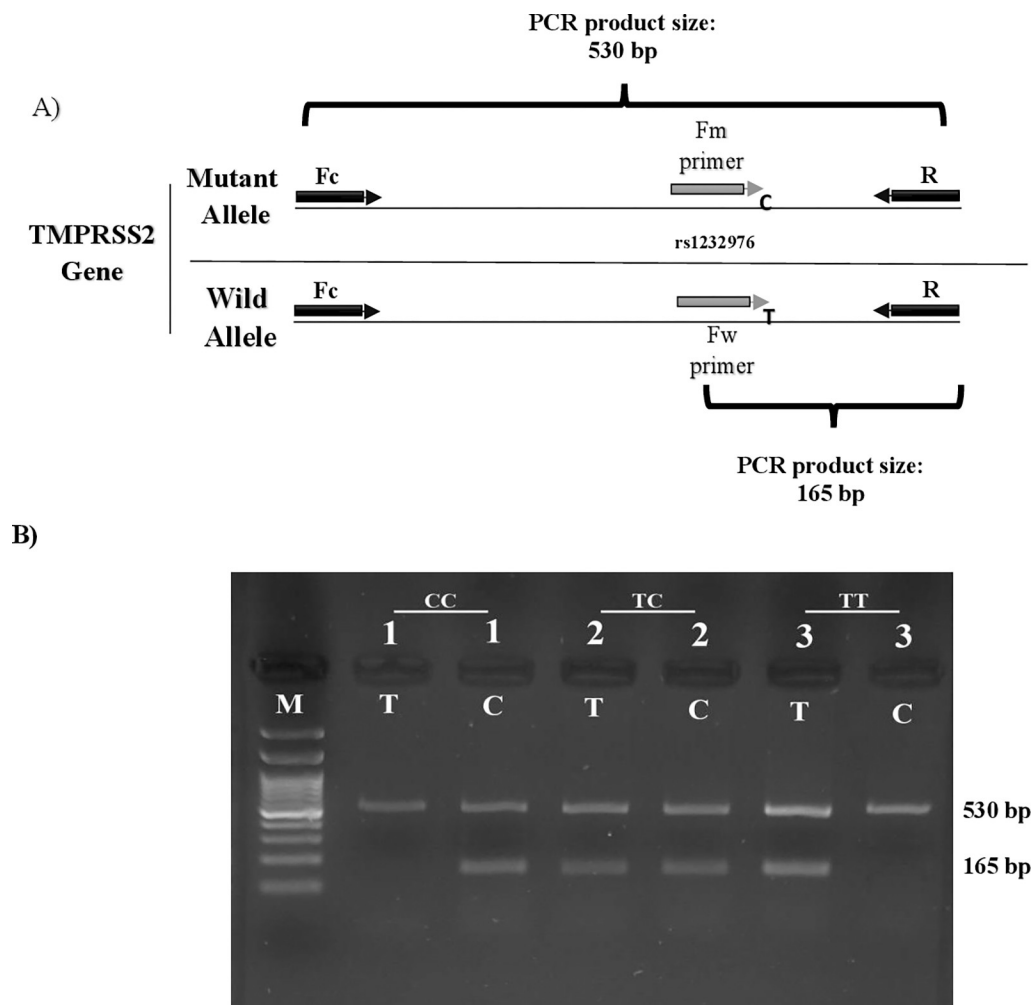 PCR product size:
530 bp
A)
Fm
primer
Mutant
Allele
Fc
C
R
TMPRSS2
Gene
rs1232976
Wild
Allele
Fc
T
R
Fw
primer
PCR product size:
165 bp
B)
CC TC TT
1 1 2 2 3 3
M T C T C T C
530 bp
165 bp